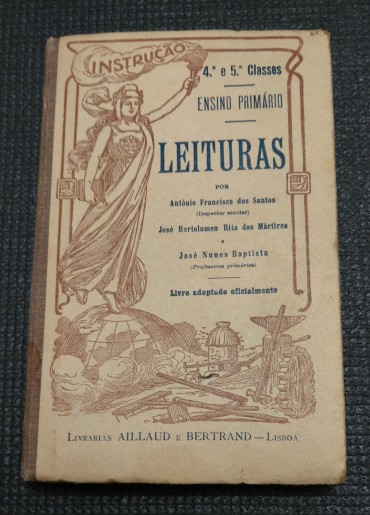 INSTRUÇÃO
4.ª e 5.ª Classes
ENSINO PRIMÁRIO
LEITURAS
POR
António Francisco dos Santos
(Inspector escolar)
José Bartolomeu Rita dos Mártires
e
José Nunes Baptista
(Professores primários)
Livro adoptado oficialmente
LIVRARIAS AILLAUD E BERTRAND — LISBOA